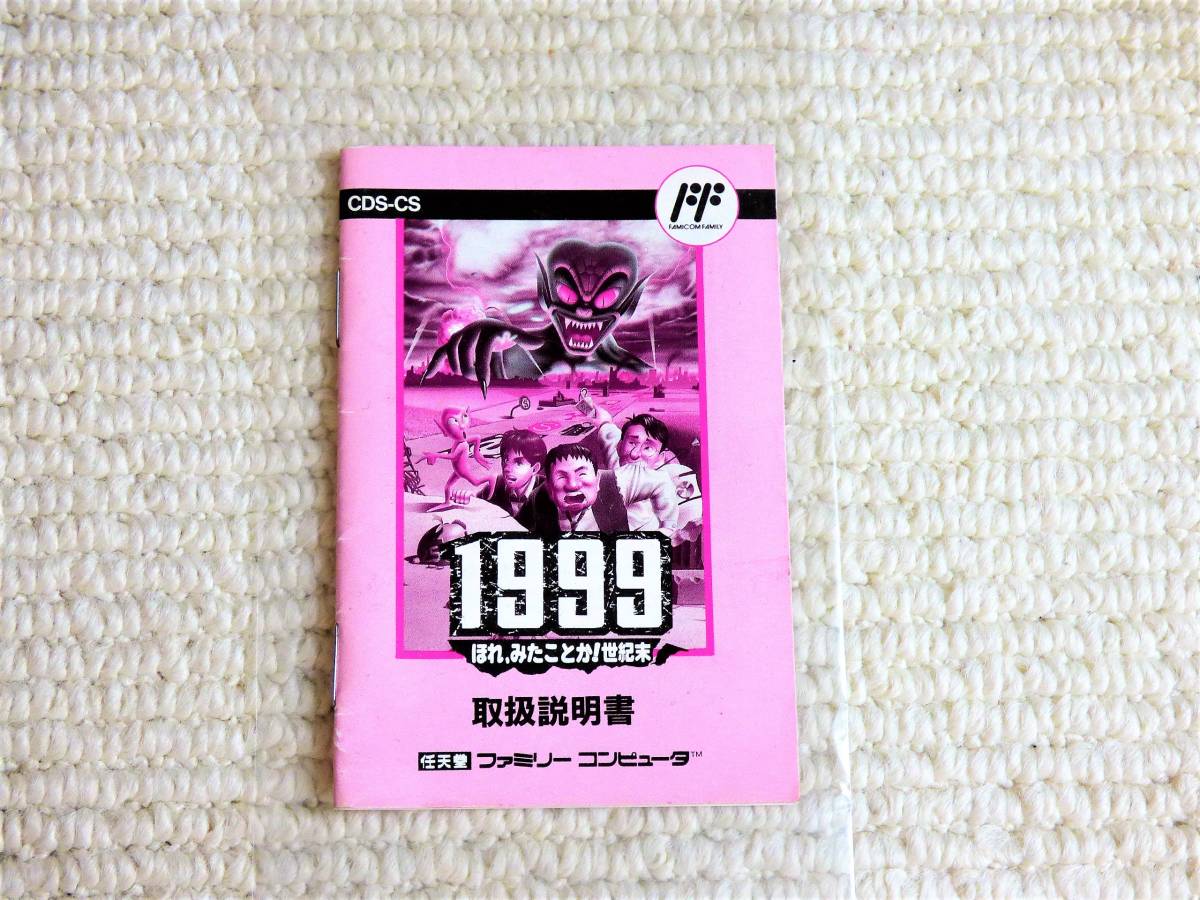 CDS-CS
FAMICOM FAMILY
1999
ほれ,みたことか!世紀末
取扱説明書
任天堂 ファミリー コンピュータ™